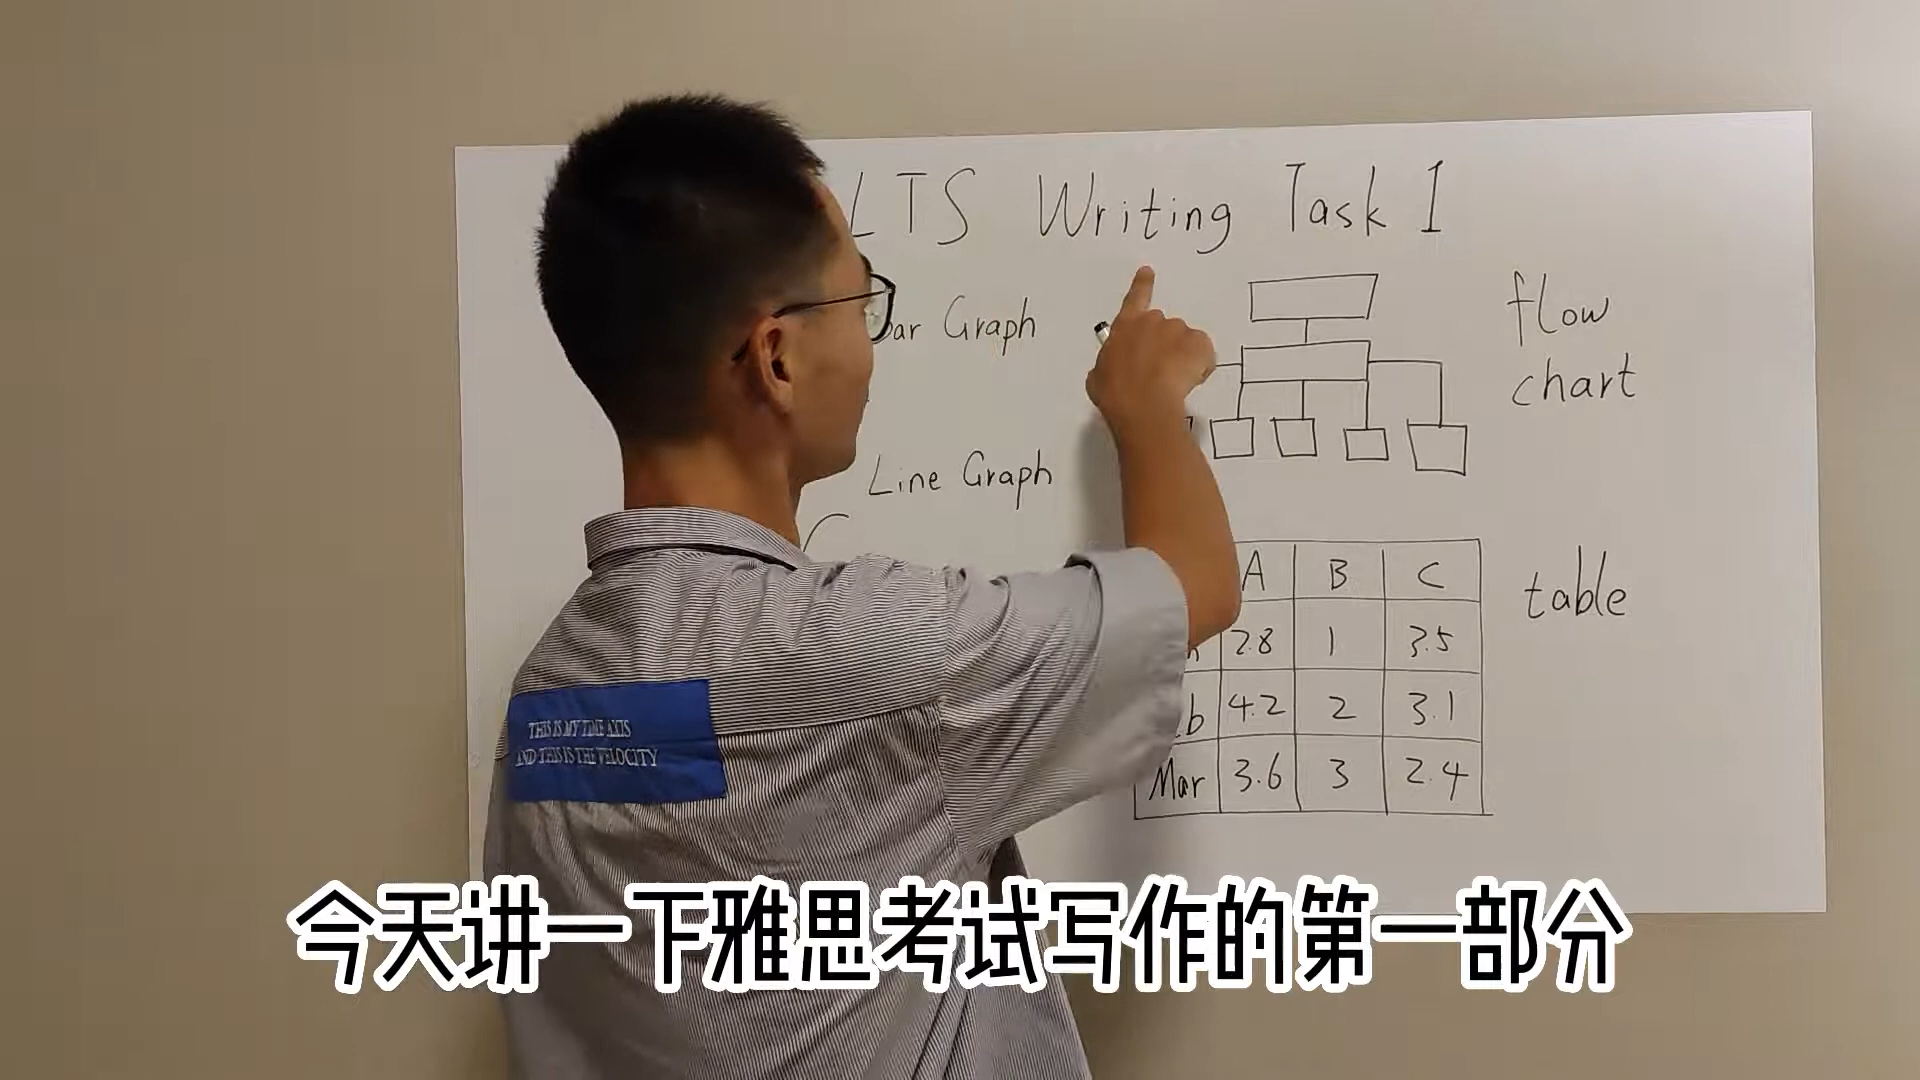 LTS Writing Task 1
Bar Graph
flow
chart
Line Graph
A B C
2.8 1 3.5
4.2 2 3.1
Mar 3.6 3 2.4
table
THIS IS MY TIME AXIS
AND THIS IS THE VELOCITY
今天讲一下雅思考试写作的第一部分